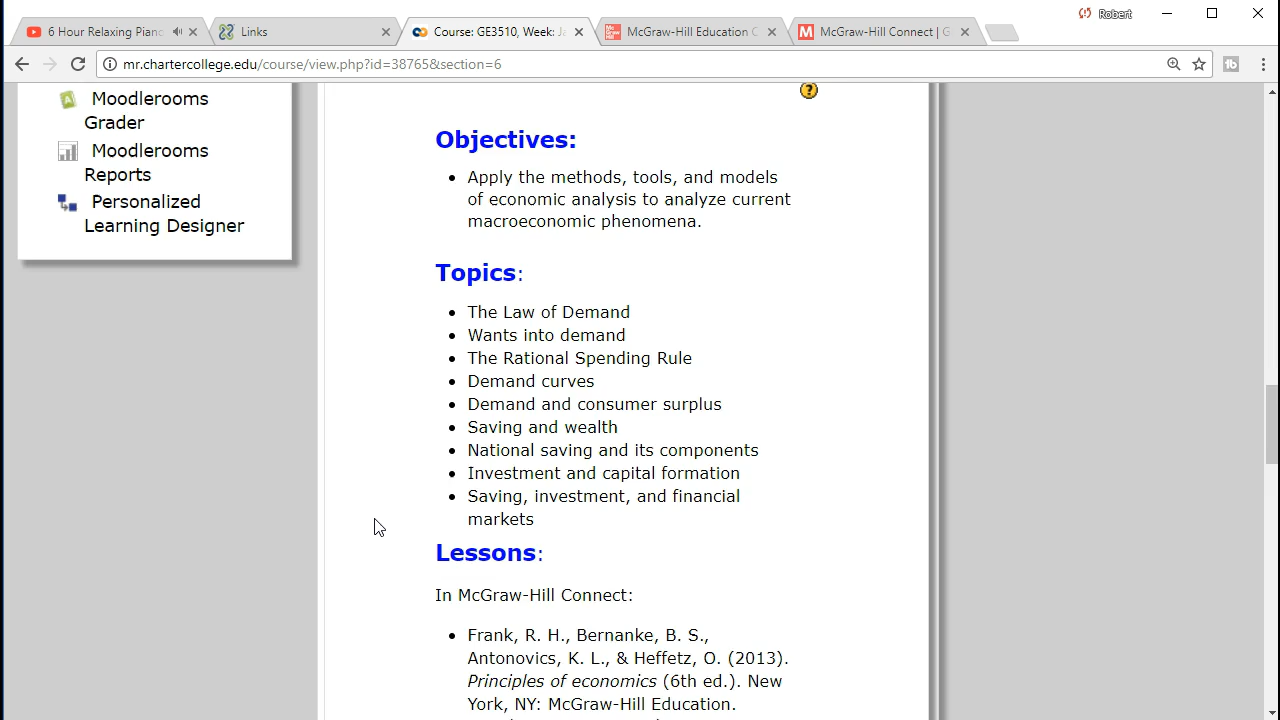 Robert
6 Hour Relaxing Pianc
Links
Course: GE3510, Week: Ja
McGraw-Hill Education C
McGraw-Hill Connect | G
mr.chartercollege.edu/course/view.php?id=38765&section=6
Moodlerooms
Grader
Moodlerooms
Reports
Personalized
Learning Designer
Objectives:
• Apply the methods, tools, and models
of economic analysis to analyze current
macroeconomic phenomena.
Topics:
• The Law of Demand
• Wants into demand
• The Rational Spending Rule
• Demand curves
• Demand and consumer surplus
• Saving and wealth
• National saving and its components
• Investment and capital formation
• Saving, investment, and financial
markets
Lessons:
In McGraw-Hill Connect:
• Frank, R. H., Bernanke, B. S.,
Antonovics, K. L., & Heffetz, O. (2013).
Principles of economics (6th ed.). New
York, NY: McGraw-Hill Education.